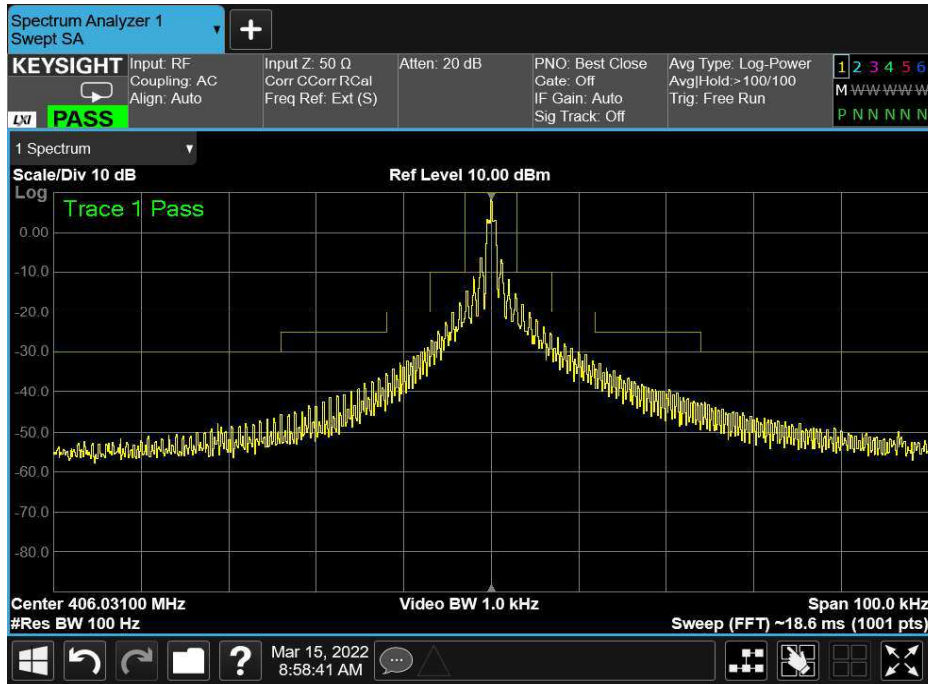 Spectrum Analyzer 1
Swept SA
KEYSIGHT
Input: RF
Coupling: AC
Align: Auto
Input Z: 50 Ω
Corr CCorr RCal
Freq Ref: Ext (S)
Atten: 20 dB
PNO: Best Close
Gate: Off
IF Gain: Auto
Sig Track: Off
Avg Type: Log-Power
Avg|Hold:>100/100
Trig: Free Run
1 2 3 4 5 6
M W W W W W
P N N N N N
LXI PASS
1 Spectrum
Scale/Div 10 dB
Ref Level 10.00 dBm
Log
Trace 1 Pass
0.00
-10.0
-20.0
-30.0
-40.0
-50.0
-60.0
-70.0
-80.0
Center 406.03100 MHz
Video BW 1.0 kHz
Span 100.0 kHz
#Res BW 100 Hz
Sweep (FFT) ~18.6 ms (1001 pts)
?
Mar 15, 2022
8:58:41 AM